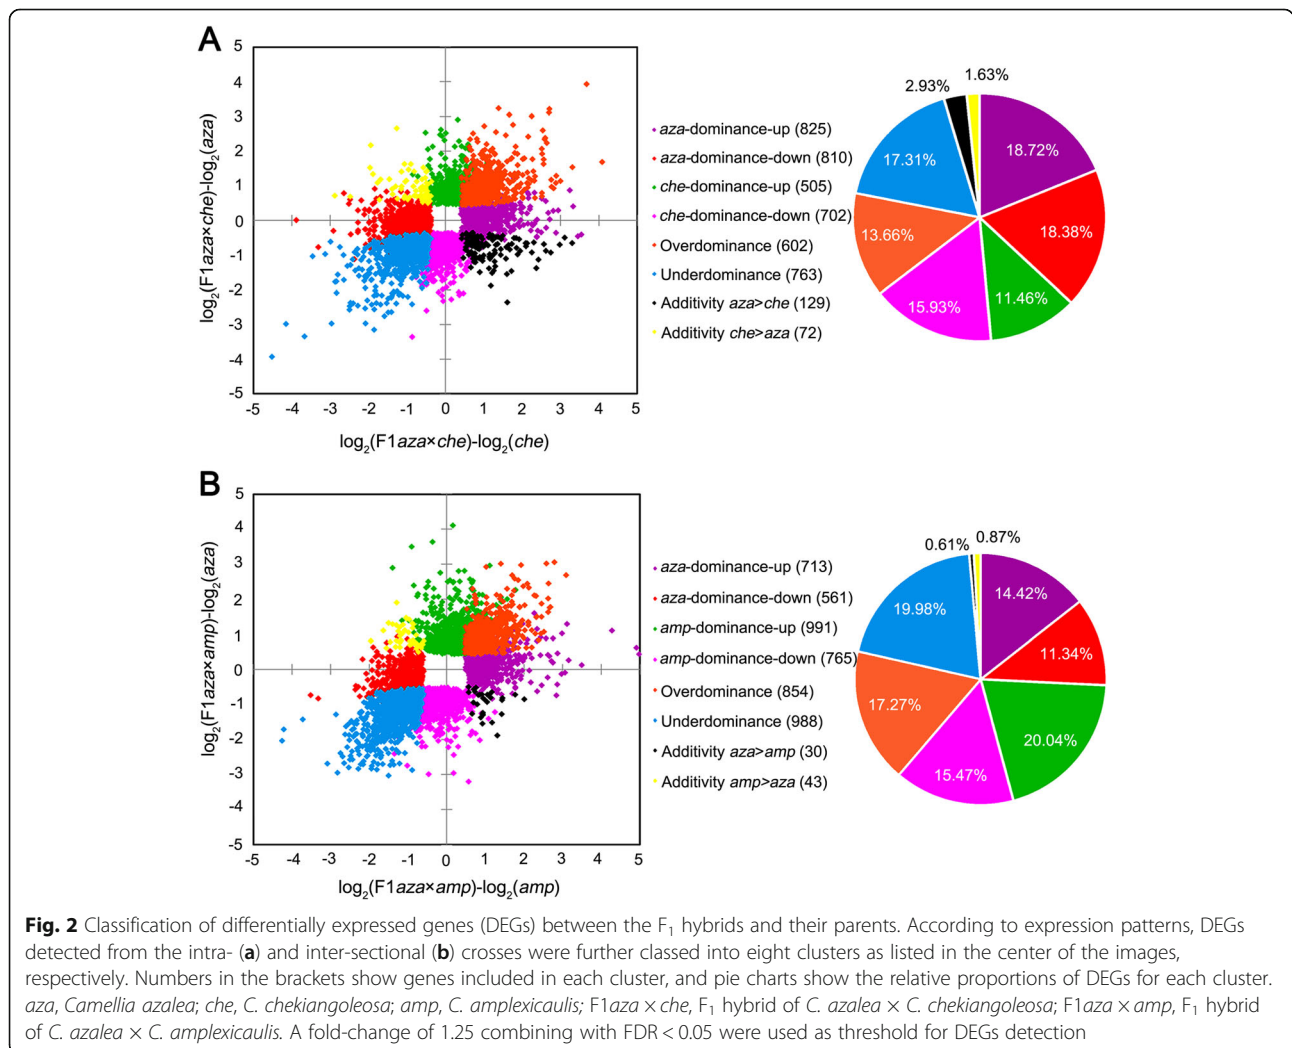 A
5
4
3
2
1
0
-1
-2
-3
-4
-5
-5 -4 -3 -2 -1 0 1 2 3 4 5
log2(F1aza×che)-log2(aza)
log2(F1aza×che)-log2(che)
aza-dominance-up (825)
aza-dominance-down (810)
che-dominance-up (505)
che-dominance-down (702)
Overdominance (602)
Underdominance (763)
Additivity aza>che (129)
Additivity che>aza (72)
2.93%
1.63%
18.72%
17.31%
18.38%
13.66%
15.93%
11.46%
B
5
4
3
2
1
0
-1
-2
-3
-4
-5
-5 -4 -3 -2 -1 0 1 2 3 4 5
log2(F1aza×amp)-log2(aza)
log2(F1aza×amp)-log2(amp)
aza-dominance-up (713)
aza-dominance-down (561)
amp-dominance-up (991)
amp-dominance-down (765)
Overdominance (854)
Underdominance (988)
Additivity aza>amp (30)
Additivity amp>aza (43)
0.61%
0.87%
14.42%
19.98%
11.34%
17.27%
20.04%
15.47%
Fig. 2 Classification of differentially expressed genes (DEGs) between the F1 hybrids and their parents. According to expression patterns, DEGs
detected from the intra- (a) and inter-sectional (b) crosses were further classed into eight clusters as listed in the center of the images,
respectively. Numbers in the brackets show genes included in each cluster, and pie charts show the relative proportions of DEGs for each cluster.
aza, Camellia azalea; che, C. chekiangoleosa; amp, C. amplexicaulis; F1aza × che, F1 hybrid of C. azalea × C. chekiangoleosa; F1aza × amp, F1 hybrid
of C. azalea × C. amplexicaulis. A fold-change of 1.25 combining with FDR < 0.05 were used as threshold for DEGs detection